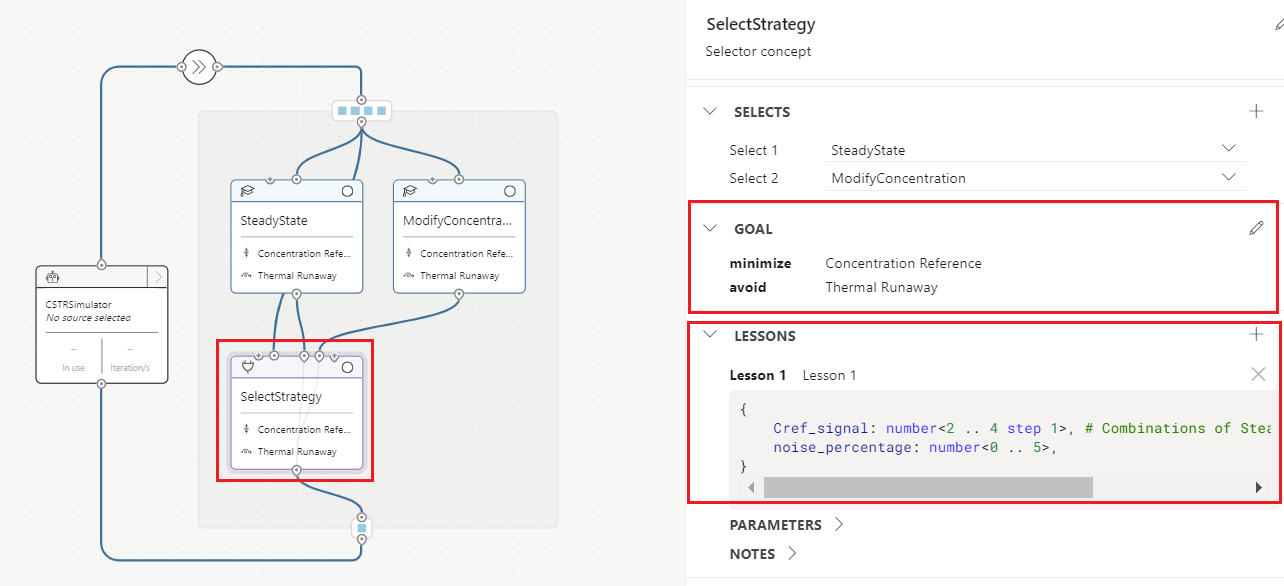 SteadyState
Concentration Refe...
Thermal Runaway
ModifyConcentra...
Concentration Refe...
Thermal Runaway
CSTRSimulator
No source selected
–
–
In use
Iteration/s
SelectStrategy
Concentration Refe...
Thermal Runaway
SelectStrategy
Selector concept
SELECTS
Select 1 SteadyState
Select 2 ModifyConcentration
GOAL
minimize Concentration Reference
avoid Thermal Runaway
LESSONS
Lesson 1 Lesson 1
{
Cref_signal: number<2 .. 4 step 1>, # Combinations of Stea
noise_percentage: number<0 .. 5>,
}
PARAMETERS
NOTES